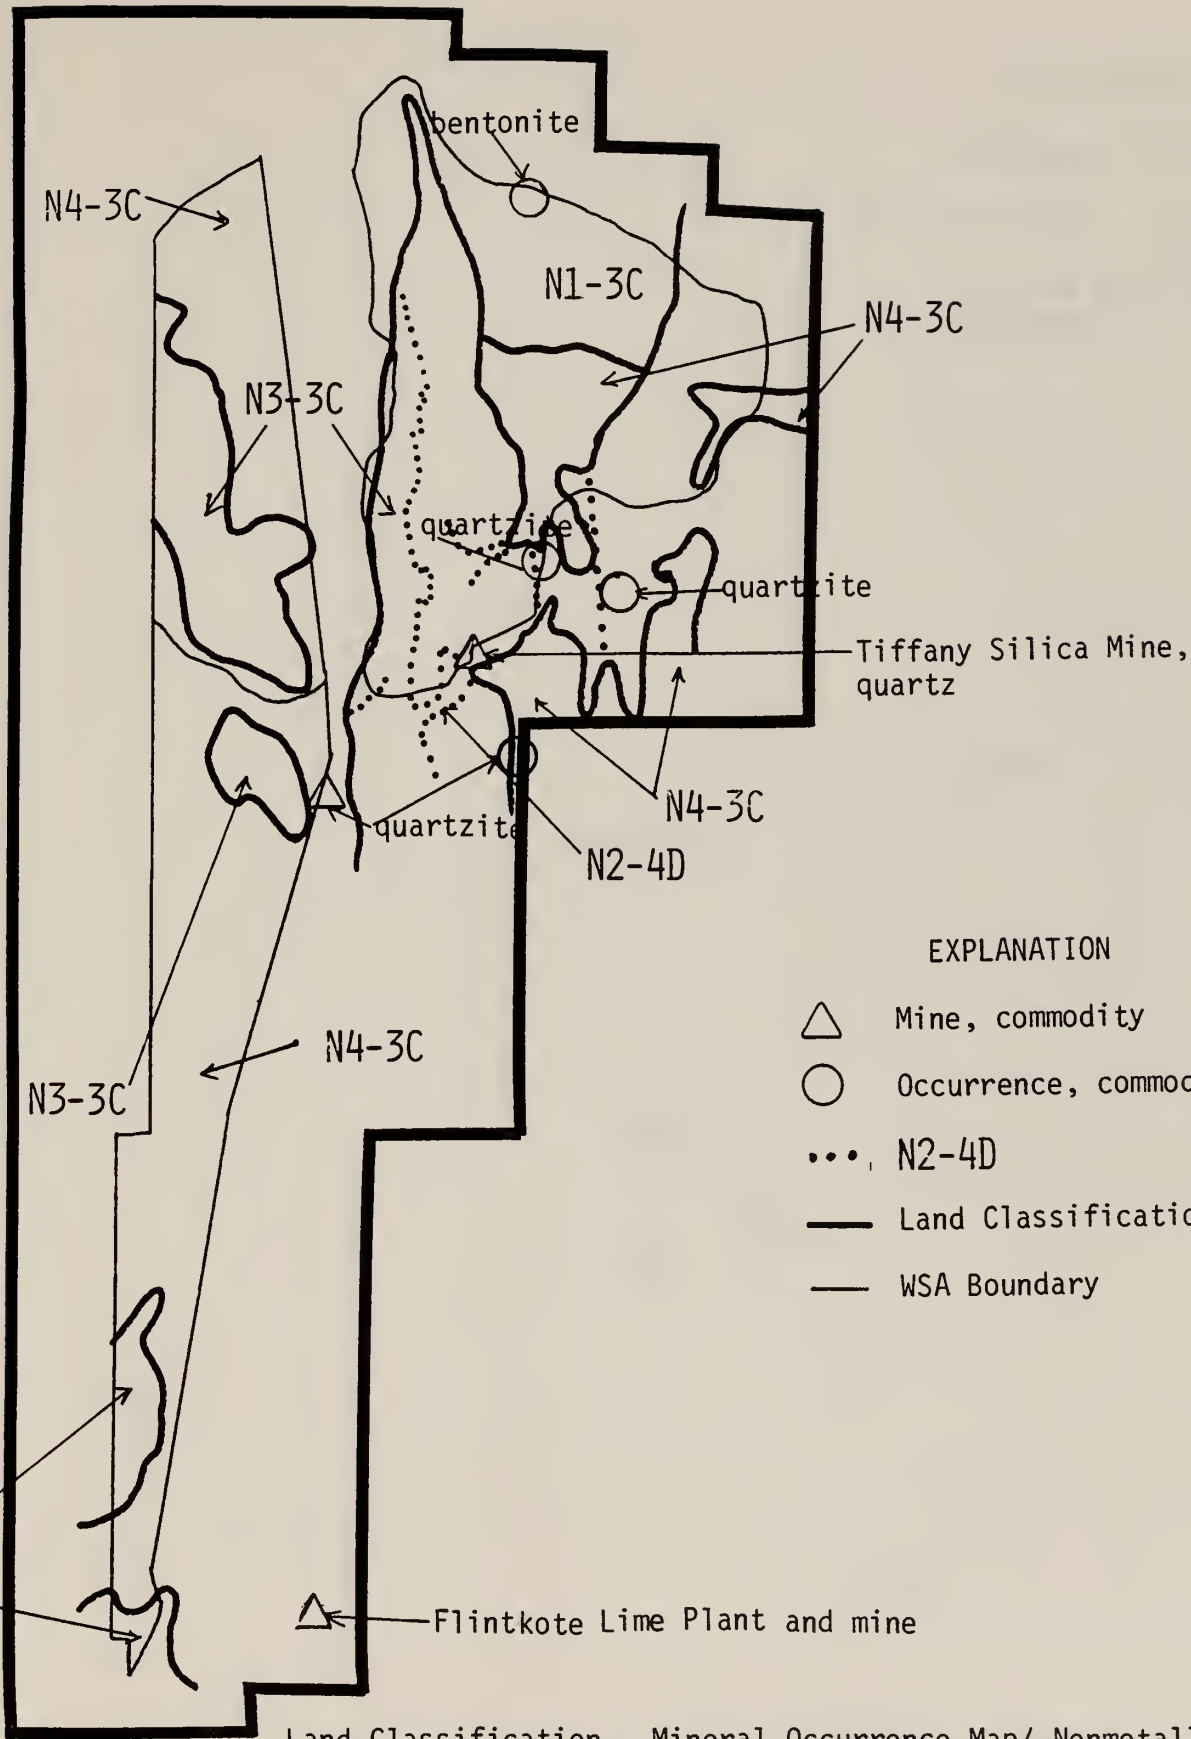 bentonite
N4-3C
N1-3C
N4-3C
N3-3C
quartzite
quartzite
Tiffany Silica Mine,
quartz
N4-3C
quartzite
N2-4D
EXPLANATION
Mine, commodity
Occurrence, commod
N4-3C
N3-3C
N2-4D
Land Classificatio
WSA Boundary
Flintkote Lime Plant and mine
Land Classification - Mineral Occurrence Map/ Nonmetall